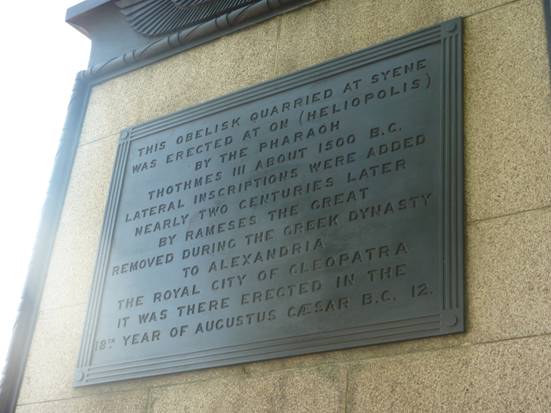 THIS OBELISK QUARRIED AT SYENE
WAS ERECTED AT ON (HELIOPOLIS)
BY THE PHARAOH
THOTHMES III ABOUT 1500 B.C.
LATERAL INSCRIPTIONS WERE ADDED
NEARLY TWO CENTURIES LATER
BY RAMESES THE GREAT
REMOVED DURING THE GREEK DYNASTY
TO ALEXANDRIA
THE ROYAL CITY OF CLEOPATRA
IT WAS THERE ERECTED IN THE
18TH YEAR OF AUGUSTUS CÆSAR B.C. 12.